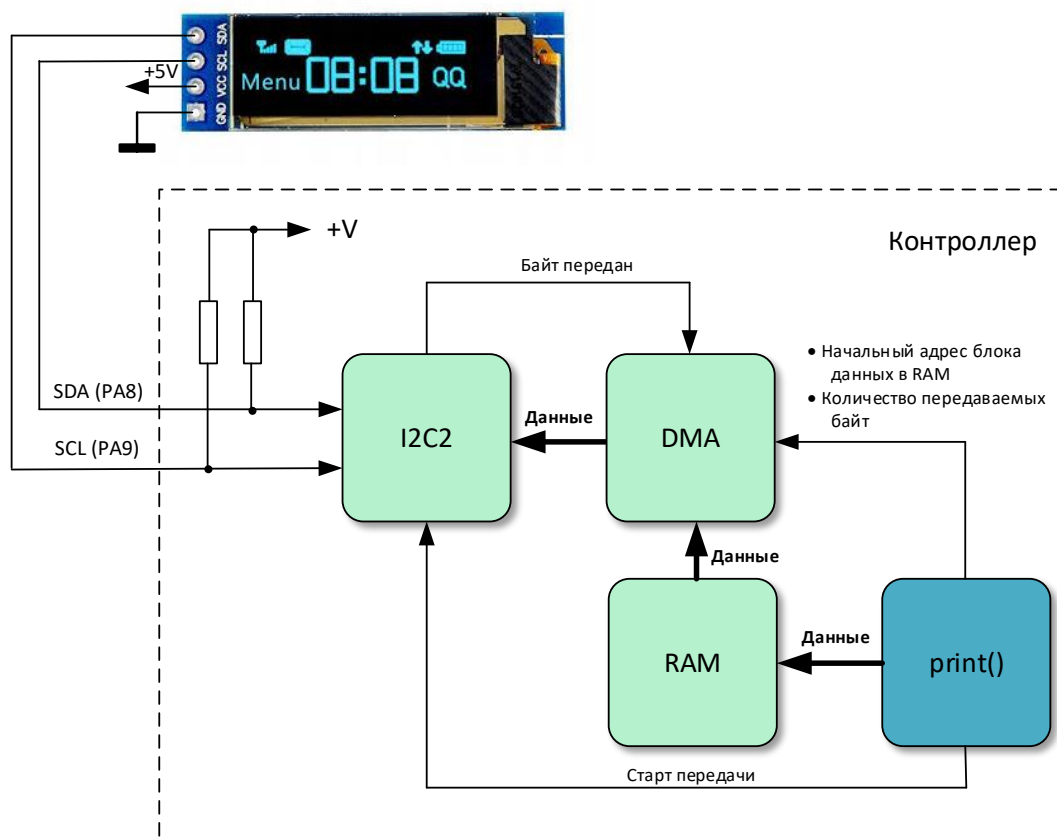 SDA
SCL
VCC
GND
Menu 08:08 QQ
+5V
+V
Контроллер
Байт передан
• Начальный адрес блока
данных в RAM
• Количество передаваемых
байт
SDA (PA8)
SCL (PA9)
I2C2
Данные
DMA
Данные
RAM
Данные
print()
Старт передачи